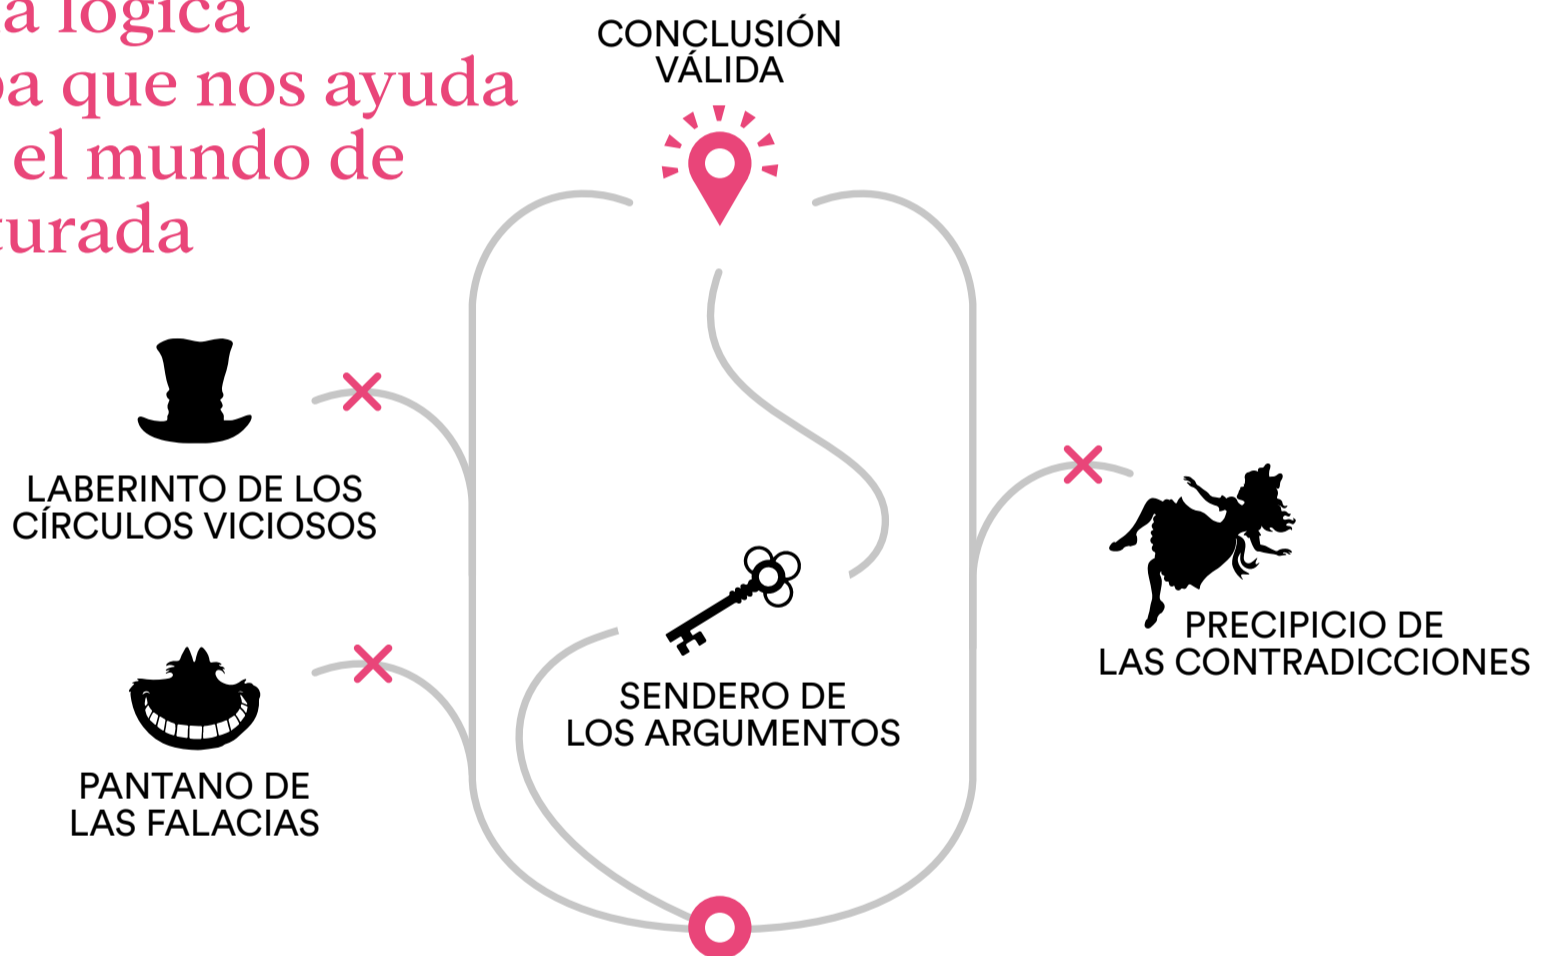 a lógica
a que nos ayuda
el mundo de
turada
CONCLUSIÓN
VÁLIDA
LABERINTO DE LOS
CÍRCULOS VICIOSOS
PANTANO DE
LAS FALACIAS
SENDERO DE
LOS ARGUMENTOS
PRECIPICIO DE
LAS CONTRADICCIONES